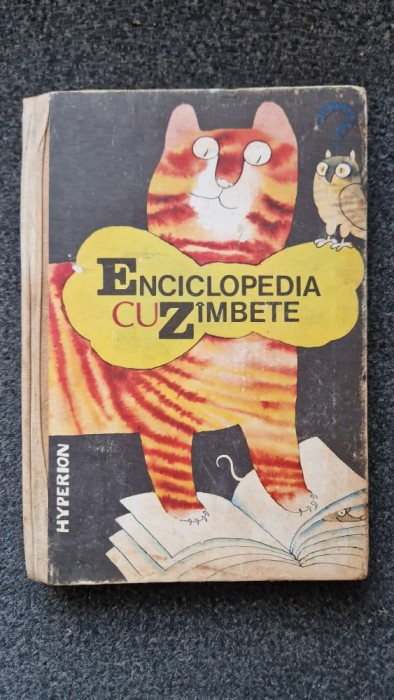 ?
ENCICLOPEDIA
CU ZÎMBETE
HYPERION